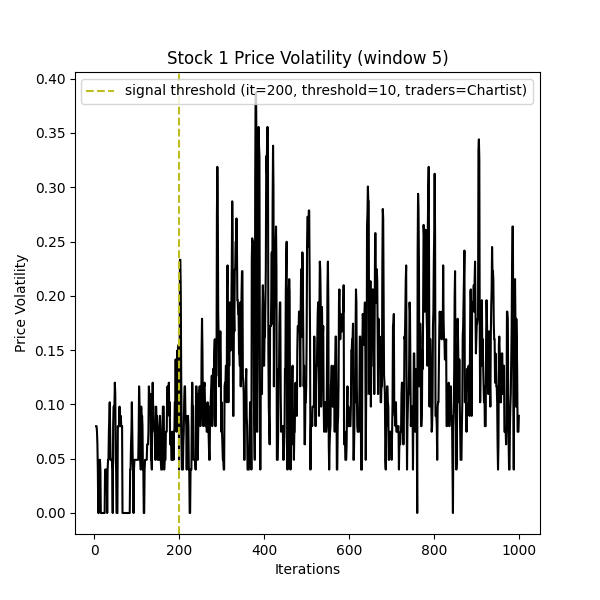 Stock 1 Price Volatility (window 5)
signal threshold (it=200, threshold=10, traders=Chartist)
Price Volatility
0.40
0.35
0.30
0.25
0.20
0.15
0.10
0.05
0.00
0 200 400 600 800 1000
Iterations